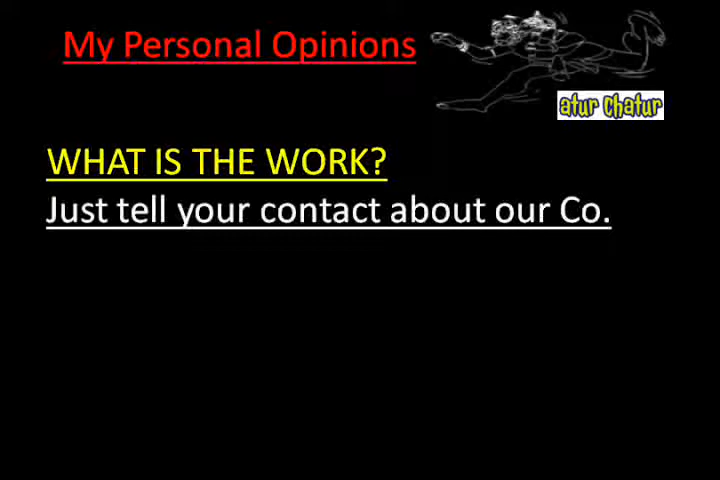 My Personal Opinions
atur chatur
WHAT IS THE WORK?
Just tell your contact about our Co.